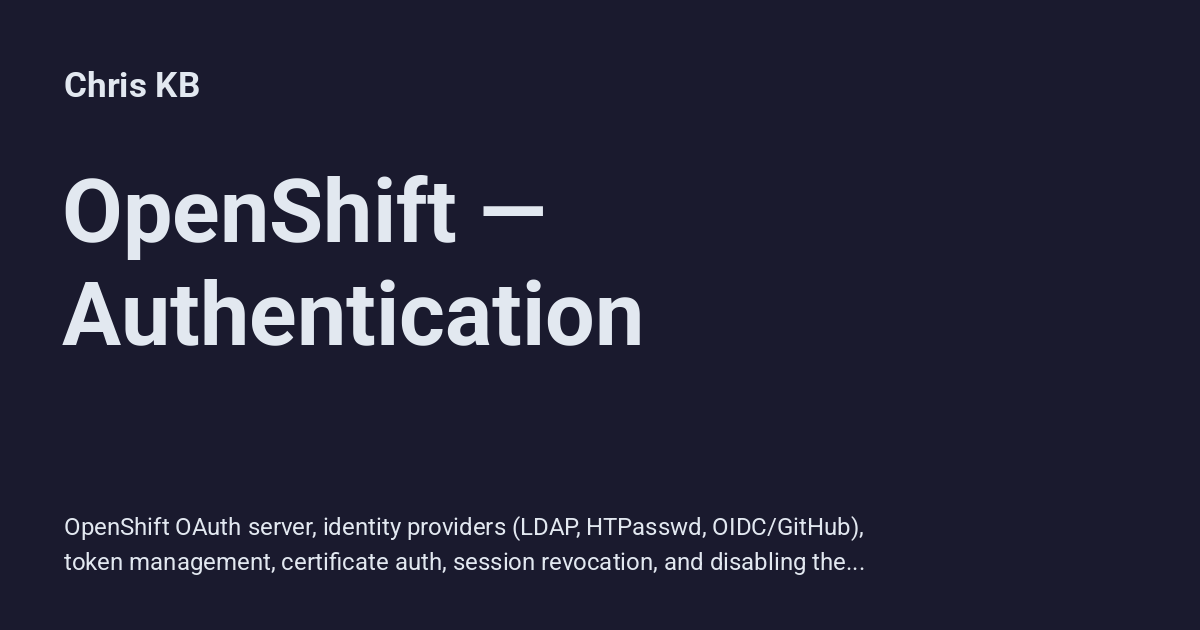 Chris KB
OpenShift —
Authentication
OpenShift OAuth server, identity providers (LDAP, HTPasswd, OIDC/GitHub),
token management, certificate auth, session revocation, and disabling the...